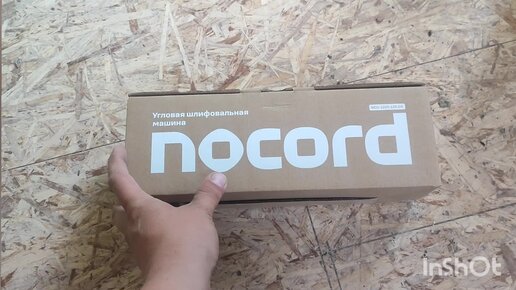 Угловая шлифовальная
машина
nocord
InShOt